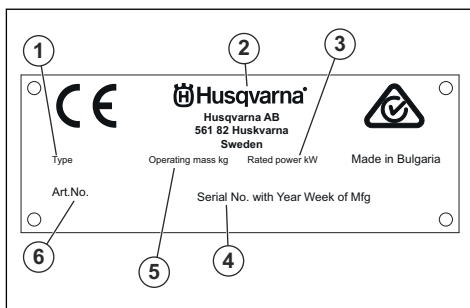 1
2
3
CE
Husqvarna
Husqvarna AB
561 82 Huskvarna
Sweden
Type
Operating mass kg
Rated power kW
Made in Bulgaria
Art.No.
Serial No. with Year Week of Mfg
6
5
4